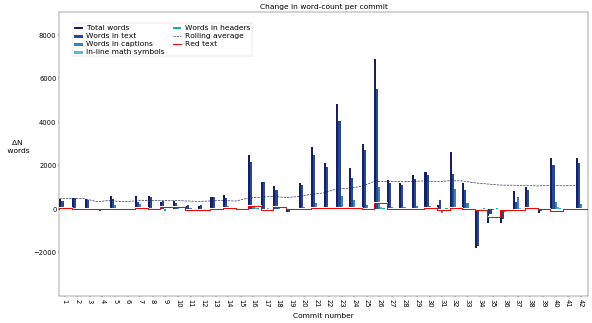 Change in word-count per commit
Total words
Words in text
Words in captions
in-line math symbols
Words in headers
Rolling average
Red text
8000
6000
4000
2000
0
−2000
ΔN
words
1 2 3 4 5 6 7 8 9 10 11 12 13 14 15 16 17 18 19 20 21 22 23 24 25 26 27 28 29 30 31 32 33 34 35 36 37 38 39 40 41 42
Commit number